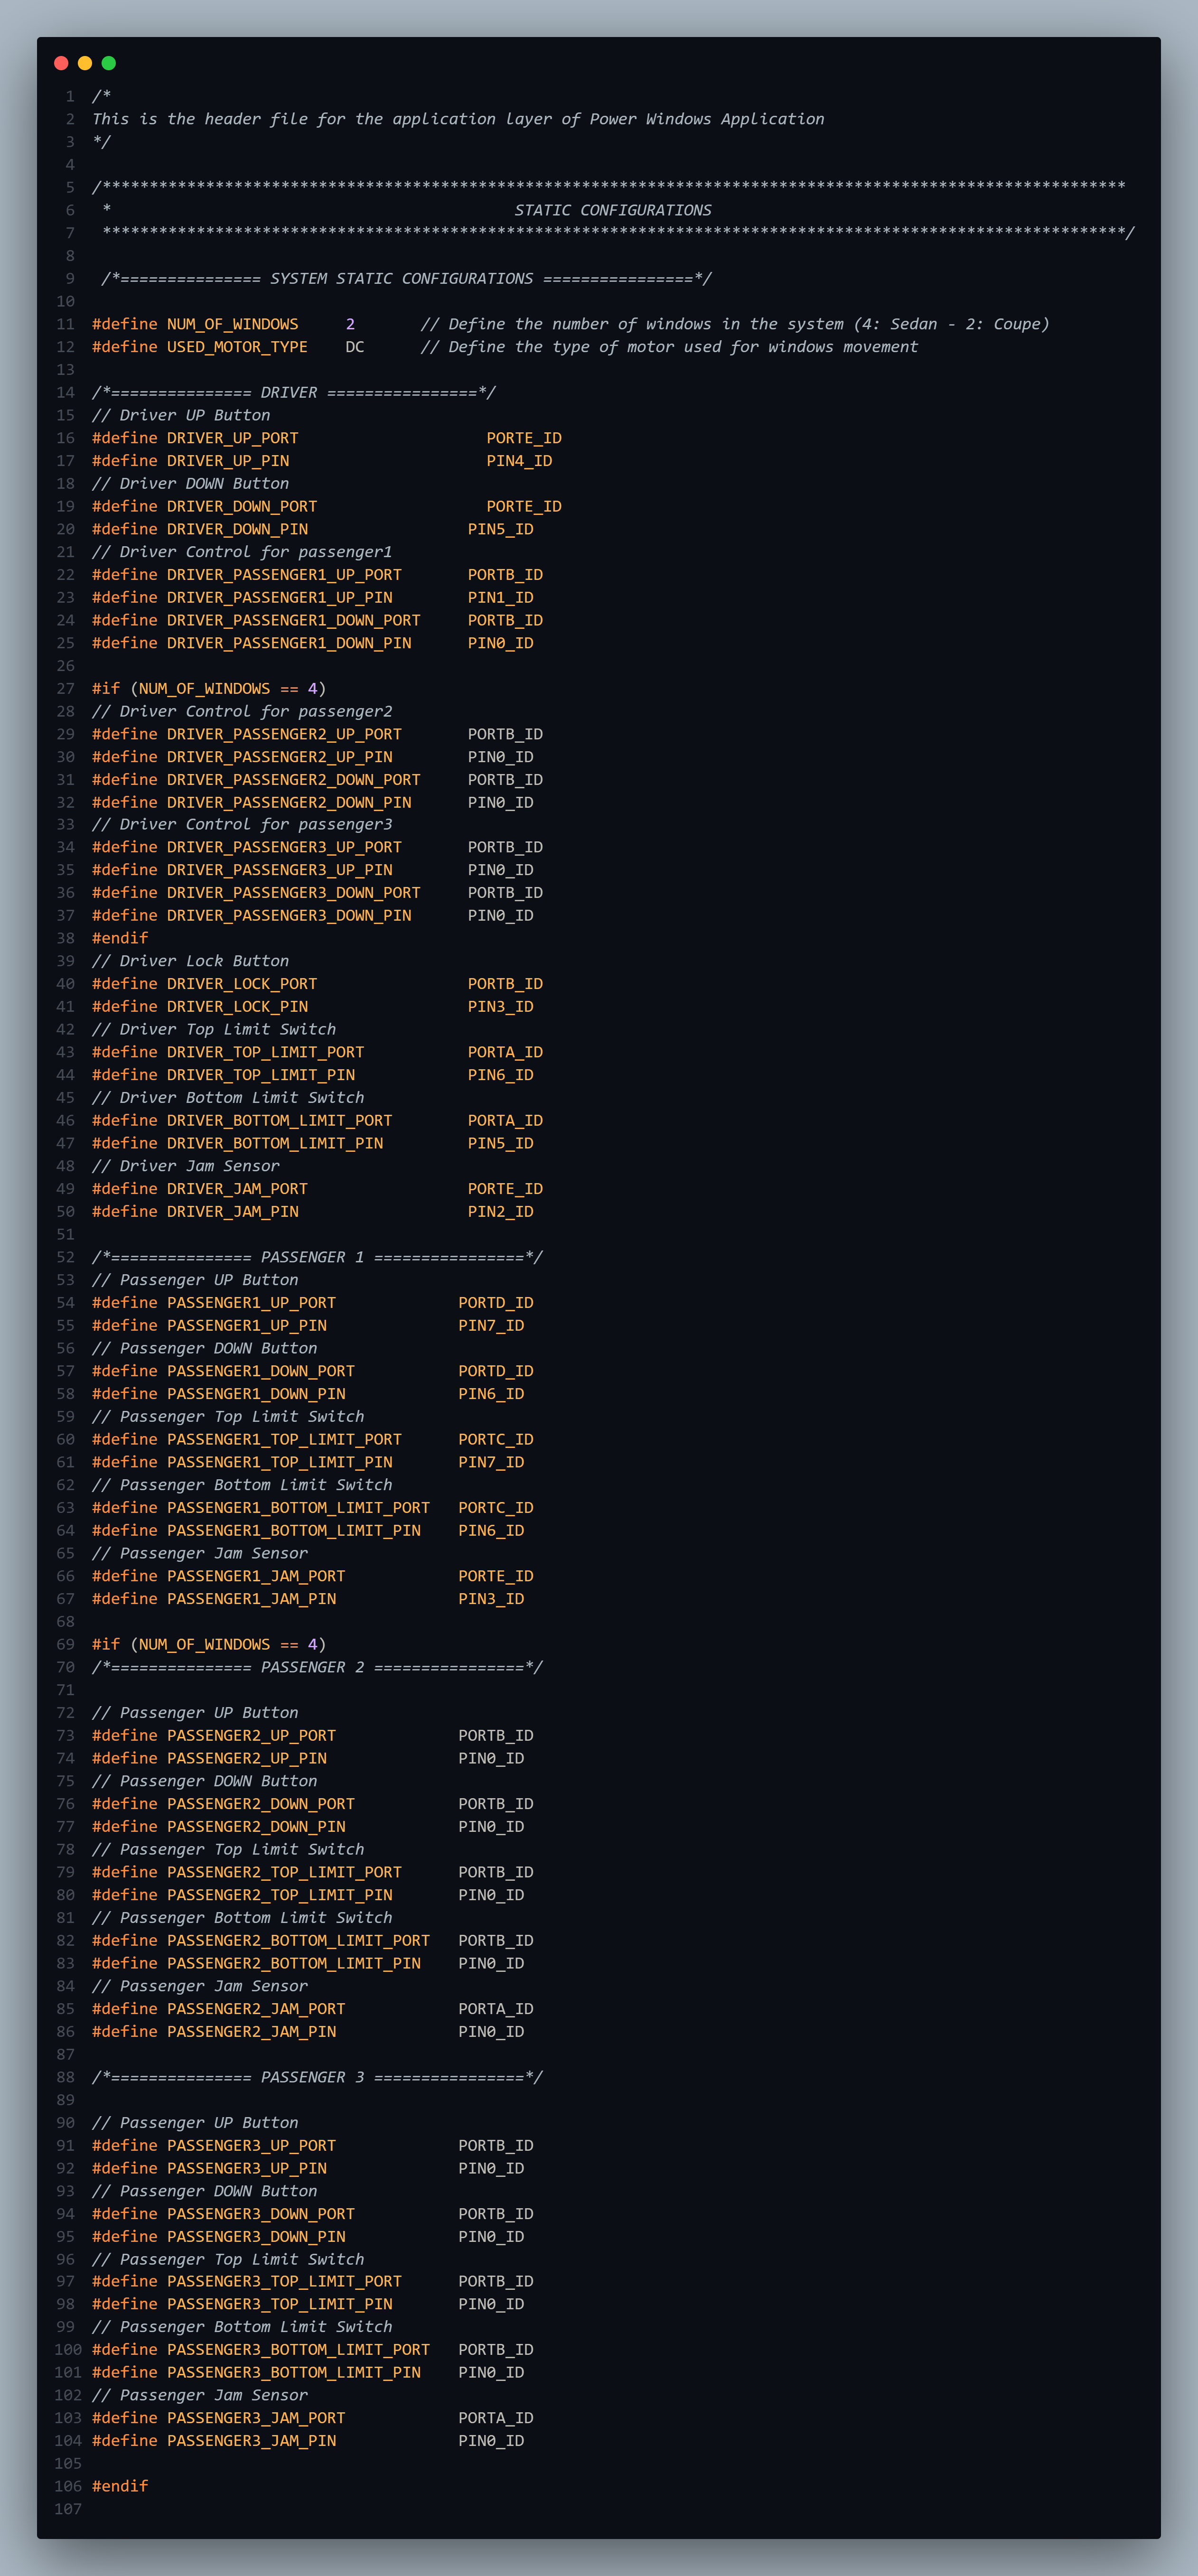 1 /*
2 This is the header file for the application layer of Power Windows Application
3 */
4
5 /*************************************************************************************************************
6  *                                           STATIC CONFIGURATIONS
7  *************************************************************************************************************/
8
9  /*=============== SYSTEM STATIC CONFIGURATIONS ================*/
10
11 #define NUM_OF_WINDOWS     2       // Define the number of windows in the system (4: Sedan - 2: Coupe)
12 #define USED_MOTOR_TYPE    DC      // Define the type of motor used for windows movement
13
14 /*=============== DRIVER ================*/
15 // Driver UP Button
16 #define DRIVER_UP_PORT                    PORTE_ID
17 #define DRIVER_UP_PIN                     PIN4_ID
18 // Driver DOWN Button
19 #define DRIVER_DOWN_PORT                  PORTE_ID
20 #define DRIVER_DOWN_PIN                 PIN5_ID
21 // Driver Control for passenger1
22 #define DRIVER_PASSENGER1_UP_PORT       PORTB_ID
23 #define DRIVER_PASSENGER1_UP_PIN        PIN1_ID
24 #define DRIVER_PASSENGER1_DOWN_PORT     PORTB_ID
25 #define DRIVER_PASSENGER1_DOWN_PIN      PIN0_ID
26
27 #if (NUM_OF_WINDOWS == 4)
28 // Driver Control for passenger2
29 #define DRIVER_PASSENGER2_UP_PORT       PORTB_ID
30 #define DRIVER_PASSENGER2_UP_PIN        PIN0_ID
31 #define DRIVER_PASSENGER2_DOWN_PORT     PORTB_ID
32 #define DRIVER_PASSENGER2_DOWN_PIN      PIN0_ID
33 // Driver Control for passenger3
34 #define DRIVER_PASSENGER3_UP_PORT       PORTB_ID
35 #define DRIVER_PASSENGER3_UP_PIN        PIN0_ID
36 #define DRIVER_PASSENGER3_DOWN_PORT     PORTB_ID
37 #define DRIVER_PASSENGER3_DOWN_PIN      PIN0_ID
38 #endif
39 // Driver Lock Button
40 #define DRIVER_LOCK_PORT                PORTB_ID
41 #define DRIVER_LOCK_PIN                 PIN3_ID
42 // Driver Top Limit Switch
43 #define DRIVER_TOP_LIMIT_PORT           PORTA_ID
44 #define DRIVER_TOP_LIMIT_PIN            PIN6_ID
45 // Driver Bottom Limit Switch
46 #define DRIVER_BOTTOM_LIMIT_PORT        PORTA_ID
47 #define DRIVER_BOTTOM_LIMIT_PIN         PIN5_ID
48 // Driver Jam Sensor
49 #define DRIVER_JAM_PORT                 PORTE_ID
50 #define DRIVER_JAM_PIN                  PIN2_ID
51
52 /*=============== PASSENGER 1 ================*/
53 // Passenger UP Button
54 #define PASSENGER1_UP_PORT             PORTD_ID
55 #define PASSENGER1_UP_PIN              PIN7_ID
56 // Passenger DOWN Button
57 #define PASSENGER1_DOWN_PORT           PORTD_ID
58 #define PASSENGER1_DOWN_PIN            PIN6_ID
59 // Passenger Top Limit Switch
60 #define PASSENGER1_TOP_LIMIT_PORT      PORTC_ID
61 #define PASSENGER1_TOP_LIMIT_PIN       PIN7_ID
62 // Passenger Bottom Limit Switch
63 #define PASSENGER1_BOTTOM_LIMIT_PORT   PORTC_ID
64 #define PASSENGER1_BOTTOM_LIMIT_PIN    PIN6_ID
65 // Passenger Jam Sensor
66 #define PASSENGER1_JAM_PORT            PORTE_ID
67 #define PASSENGER1_JAM_PIN             PIN3_ID
68
69 #if (NUM_OF_WINDOWS == 4)
70 /*=============== PASSENGER 2 ================*/
71
72 // Passenger UP Button
73 #define PASSENGER2_UP_PORT             PORTB_ID
74 #define PASSENGER2_UP_PIN              PIN0_ID
75 // Passenger DOWN Button
76 #define PASSENGER2_DOWN_PORT           PORTB_ID
77 #define PASSENGER2_DOWN_PIN            PIN0_ID
78 // Passenger Top Limit Switch
79 #define PASSENGER2_TOP_LIMIT_PORT      PORTB_ID
80 #define PASSENGER2_TOP_LIMIT_PIN       PIN0_ID
81 // Passenger Bottom Limit Switch
82 #define PASSENGER2_BOTTOM_LIMIT_PORT   PORTB_ID
83 #define PASSENGER2_BOTTOM_LIMIT_PIN    PIN0_ID
84 // Passenger Jam Sensor
85 #define PASSENGER2_JAM_PORT            PORTA_ID
86 #define PASSENGER2_JAM_PIN             PIN0_ID
87
88 /*=============== PASSENGER 3 ================*/
89
90 // Passenger UP Button
91 #define PASSENGER3_UP_PORT             PORTB_ID
92 #define PASSENGER3_UP_PIN              PIN0_ID
93 // Passenger DOWN Button
94 #define PASSENGER3_DOWN_PORT           PORTB_ID
95 #define PASSENGER3_DOWN_PIN            PIN0_ID
96 // Passenger Top Limit Switch
97 #define PASSENGER3_TOP_LIMIT_PORT      PORTB_ID
98 #define PASSENGER3_TOP_LIMIT_PIN       PIN0_ID
99 // Passenger Bottom Limit Switch
100 #define PASSENGER3_BOTTOM_LIMIT_PORT   PORTB_ID
101 #define PASSENGER3_BOTTOM_LIMIT_PIN    PIN0_ID
102 // Passenger Jam Sensor
103 #define PASSENGER3_JAM_PORT            PORTA_ID
104 #define PASSENGER3_JAM_PIN             PIN0_ID
105
106 #endif
107